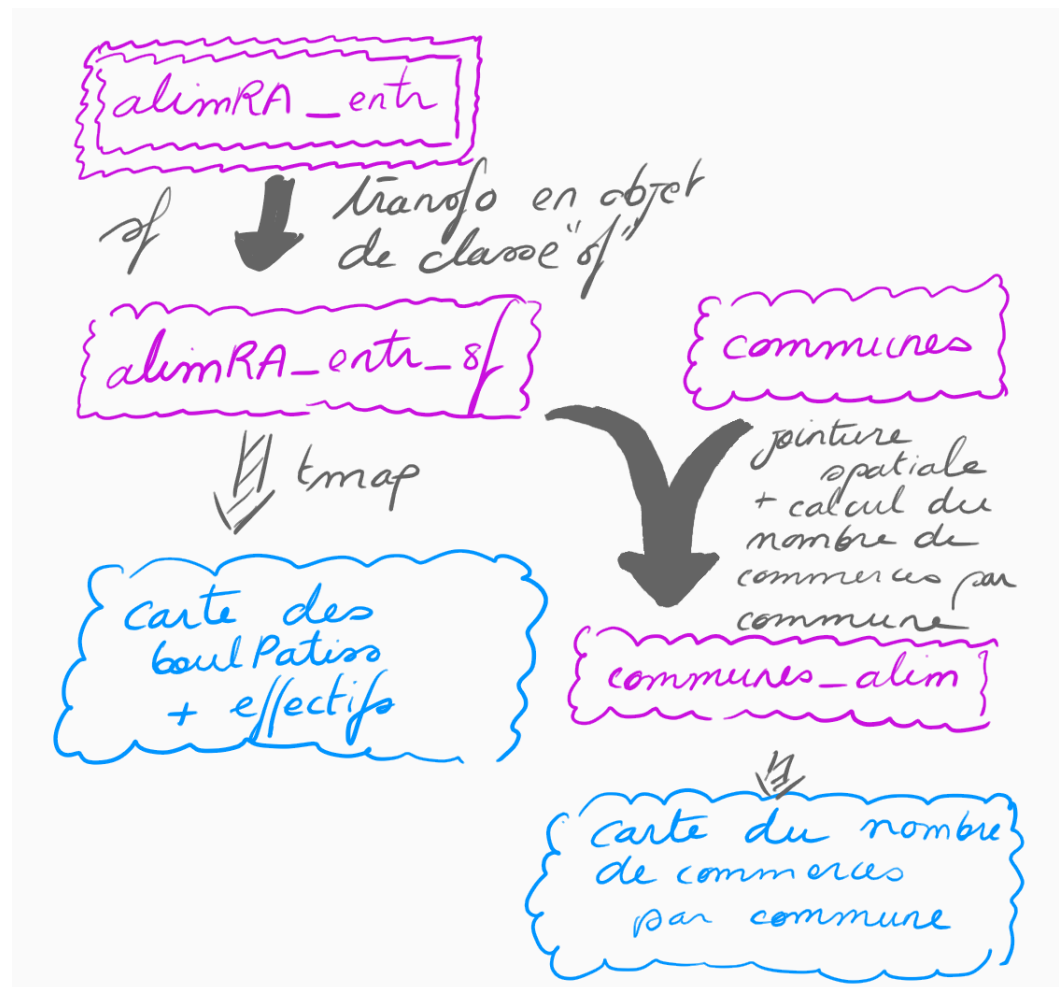 alimRA_entr
sf
transfo en objet
de classe "sf"
alimRA_entr_sf
communes
tmap
jointure
spatiale
+ calcul du
nombre de
commerces par
commune
carte des
boulPatiss
+ effectifs
communes_alim
carte du nombre
de commerces
par commune